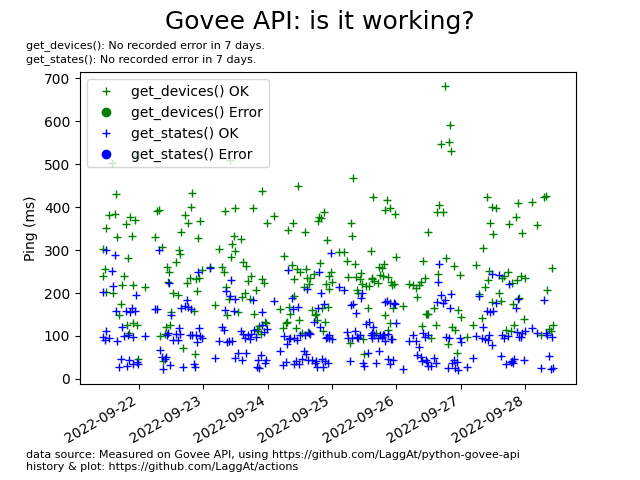 Govee API: is it working?
get_devices(): No recorded error in 7 days.
get_states(): No recorded error in 7 days.
get_devices() OK
get_devices() Error
get_states() OK
get_states() Error
Ping (ms)
700
600
500
400
300
200
100
0
2022-09-22
2022-09-23
2022-09-24
2022-09-25
2022-09-26
2022-09-27
2022-09-28
data source: Measured on Govee API, using https://github.com/LaggAt/python-govee-api
history & plot: https://github.com/LaggAt/actions